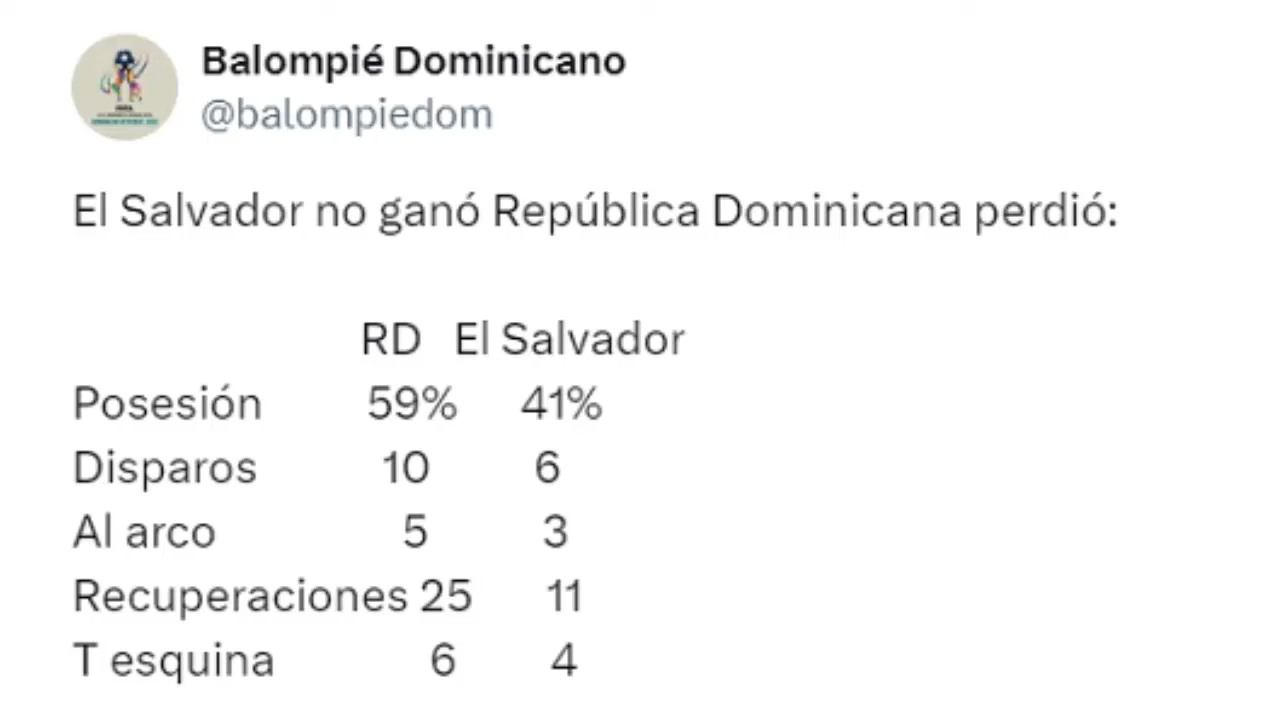 Balompié Dominicano
@balompiedom
El Salvador no ganó República Dominicana perdió:
RD El Salvador
Posesión 59% 41%
Disparos 10 6
Al arco 5 3
Recuperaciones 25 11
T esquina 6 4